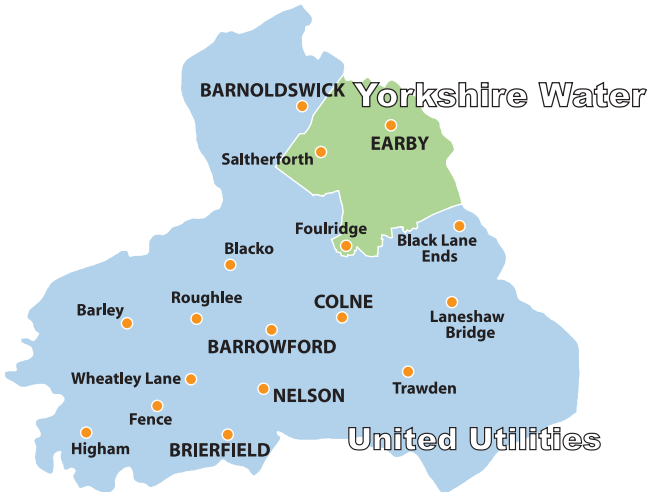 BARNOLDSWICK
Yorkshire Water
EARBY
Saltherforth
Foulridge
Black Lane
Ends
Blacko
Roughlee
COLNE
Barley
Laneshaw
Bridge
BARROWFORD
Wheatley Lane
NELSON
Trawden
Fence
Higham
BRIERFIELD
United Utilities